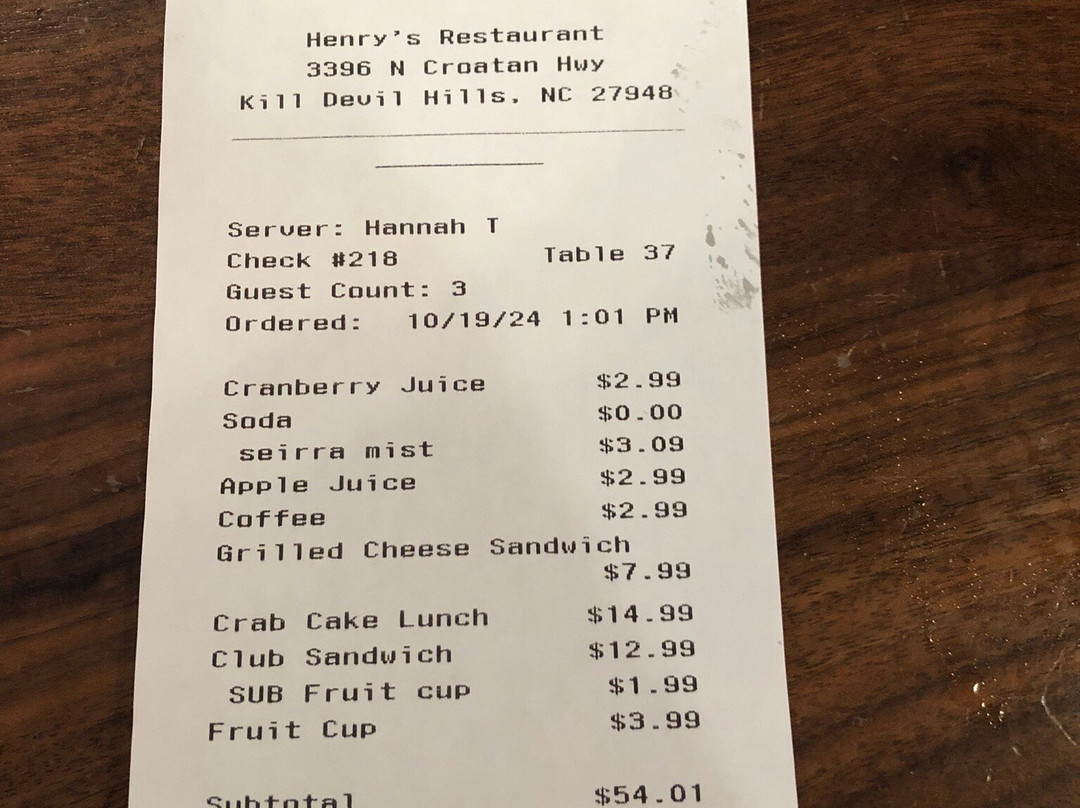 Henry's Restaurant
3396 N Croatan Hwy
Kill Devil Hills, NC 27948
Server: Hannah T
Check #218 Table 37
Guest Count: 3
Ordered: 10/19/24 1:01 PM
Cranberry Juice $2.99
Soda $0.00
seirra mist $3.09
Apple Juice $2.99
Coffee $2.99
Grilled Cheese Sandwich
$7.99
Crab Cake Lunch $14.99
Club Sandwich $12.99
SUB Fruit cup $1.99
Fruit Cup $3.99
Subtotal $54.01